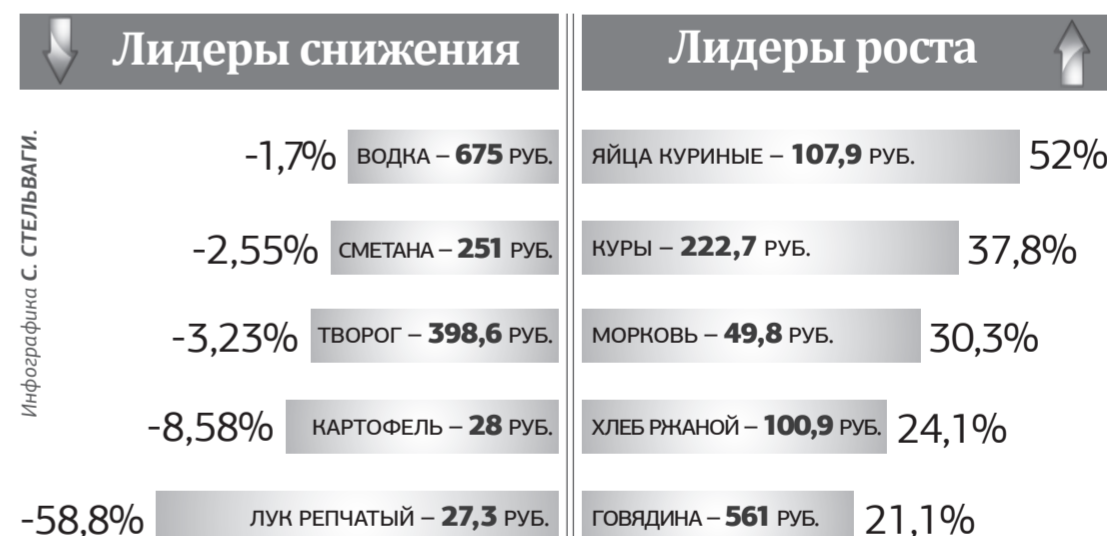 Лидеры снижения
-1,7% ВОДКА – 675 РУБ.
-2,55% СМЕТАНА – 251 РУБ.
-3,23% ТВОРОГ – 398,6 РУБ.
-8,58% КАРТОФЕЛЬ – 28 РУБ.
-58,8% ЛУК РЕПЧАТЫЙ – 27,3 РУБ.
Лидеры роста
ЯЙЦА КУРИНЫЕ – 107,9 РУБ. 52%
КУРЫ – 222,7 РУБ. 37,8%
МОРКОВЬ – 49,8 РУБ. 30,3%
ХЛЕБ РЖАНОЙ – 100,9 РУБ. 24,1%
ГОВЯДИНА – 561 РУБ. 21,1%
Инфографика С. СТЕЛЬВАГИ.